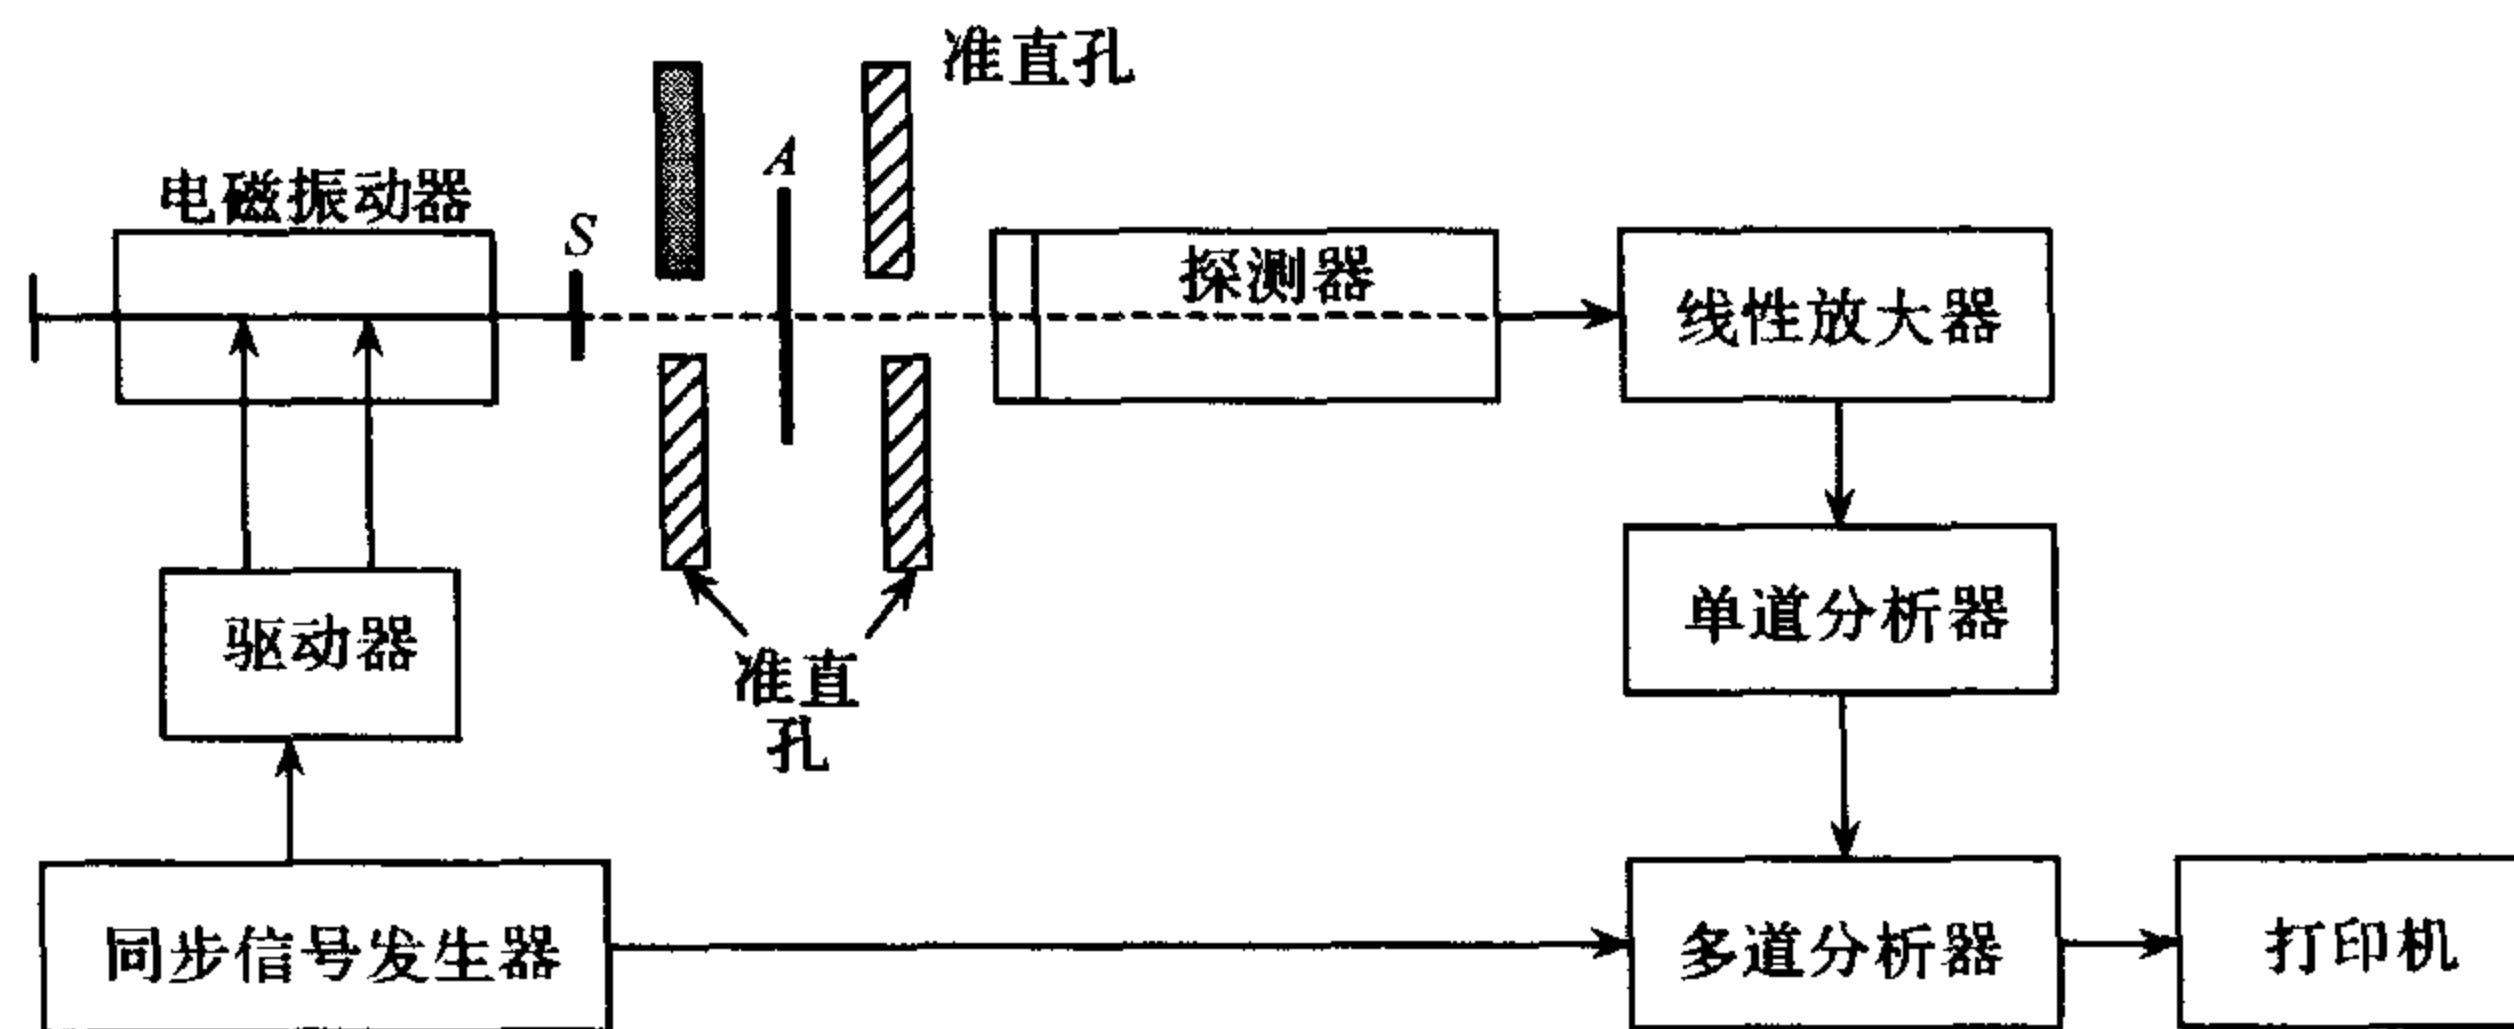 准直孔
A
电磁振动器
S
探测器
线性放大器
单道分析器
驱动器
准直
孔
同步信号发生器
多道分析器
打印机